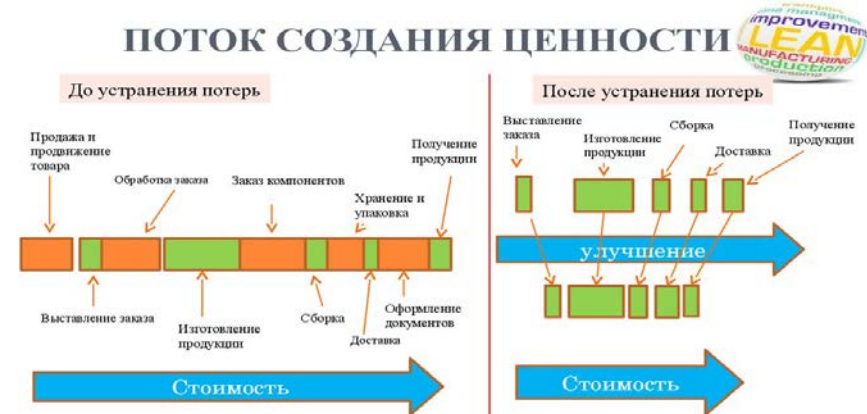 ПОТОК СОЗДАНИЯ ЦЕННОСТИ
improvement
LEAN
MANUFACTURING
production
До устранения потерь
Продажа и
продвижение
товара
Обработка заказа
Заказ компонентов
Хранение и
упаковка
Получение
продукции
Выставление заказа
Изготовление
продукции
Сборка
Доставка
Оформление
документов
Стоимость
После устранения потерь
Выставление
заказа
Изготовление
продукции
Сборка
Доставка
Получение
продукции
улучшение
Стоимость